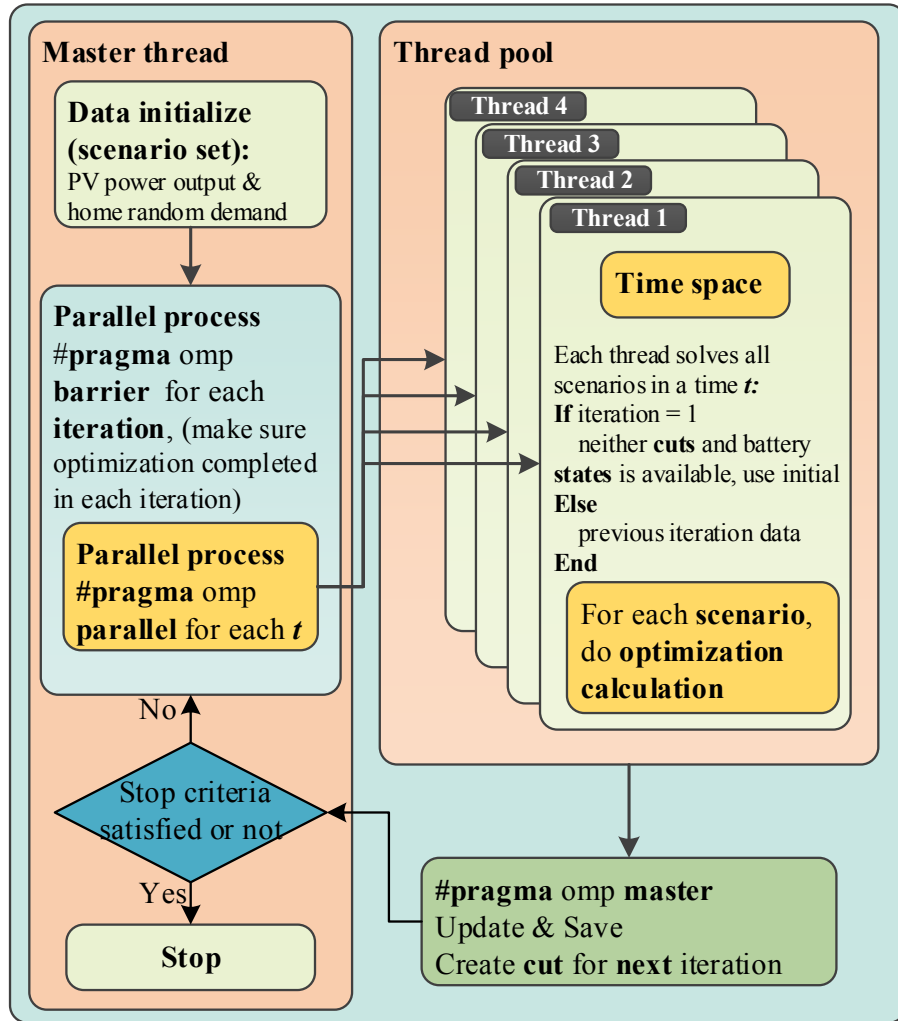 Master thread
Data initialize
(scenario set):
PV power output &
home random demand
Parallel process
#pragma omp
barrier for each
iteration, (make sure
optimization completed
in each iteration)
Parallel process
#pragma omp
parallel for each t
No
Stop criteria
satisfied or not
Yes
Stop
Thread pool
Thread 4
Thread 3
Thread 2
Thread 1
Time space
Each thread solves all
scenarios in a time t:
If iteration = 1
neither cuts and battery
states is available, use initial
Else
previous iteration data
End
For each scenario,
do optimization
calculation
#pragma omp master
Update & Save
Create cut for next iteration